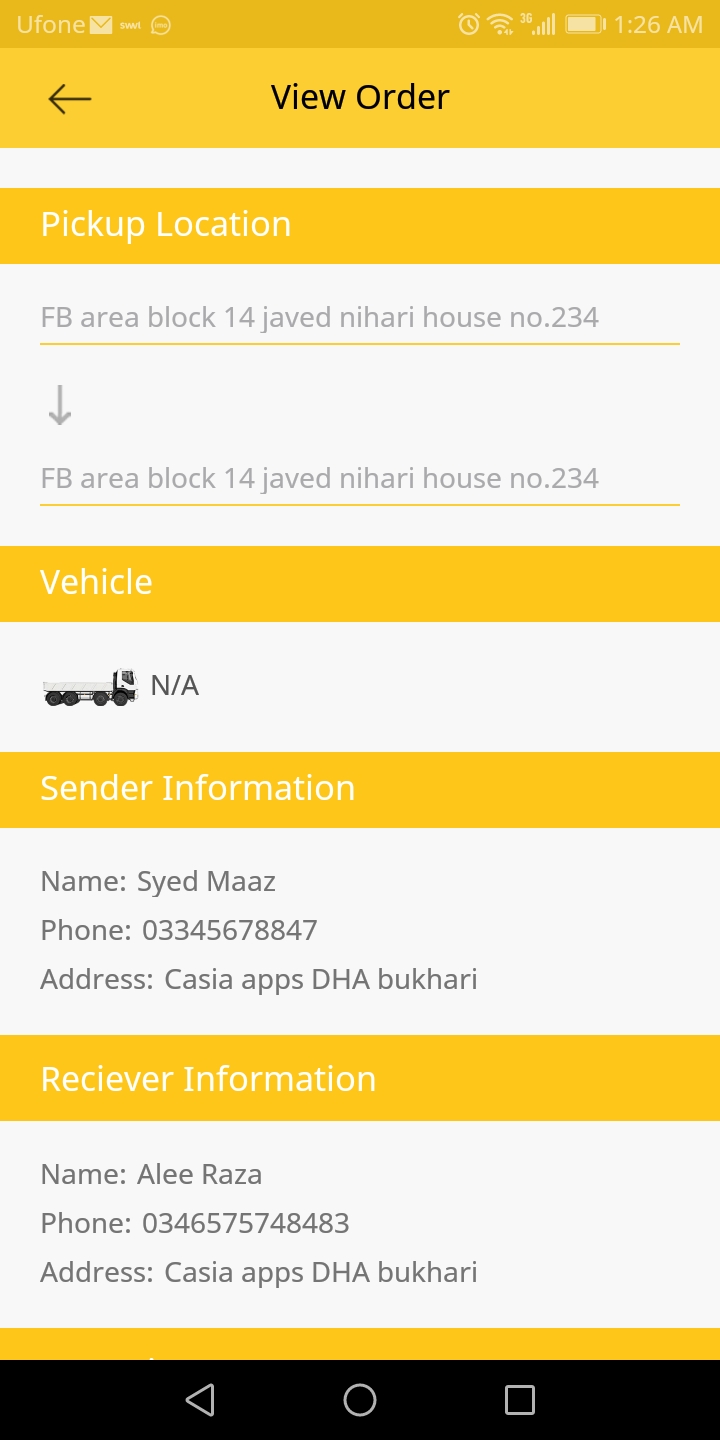 Ufone swvl imo 3G 1:26 AM
View Order
Pickup Location
FB area block 14 javed nihari house no.234
FB area block 14 javed nihari house no.234
Vehicle
N/A
Sender Information
Name: Syed Maaz
Phone: 03345678847
Address: Casia apps DHA bukhari
Reciever Information
Name: Alee Raza
Phone: 0346575748483
Address: Casia apps DHA bukhari